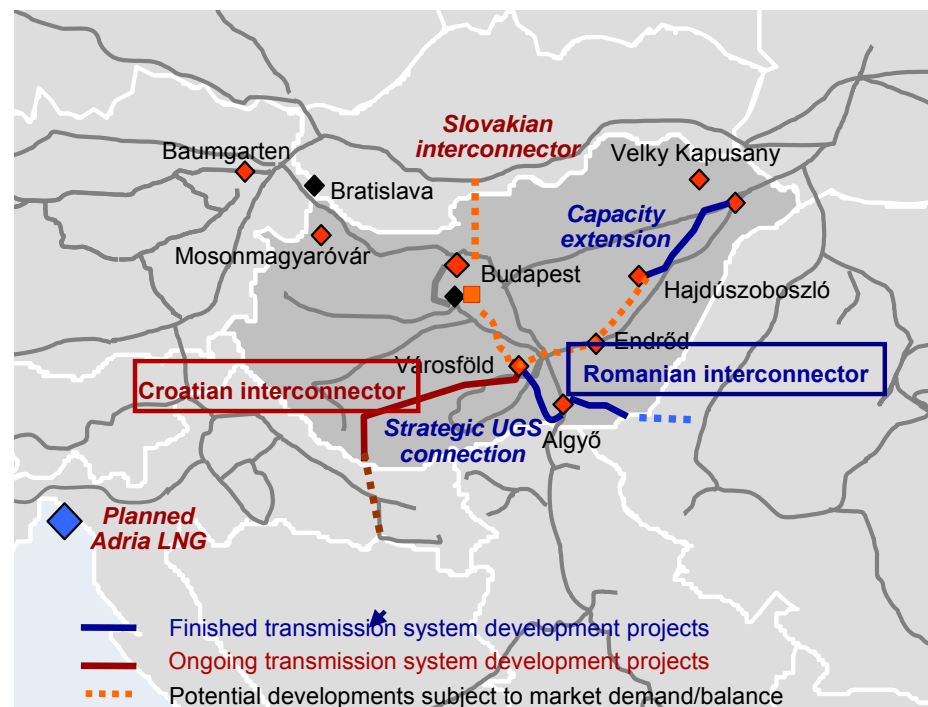 Slovakian
interconnector
Baumgarten
Velky Kapusany
Bratislava
Capacity
extension
Mosonmagyaróvár
Budapest
Hajdúszoboszló
Endrőd
Városföld
Croatian interconnector
Romanian interconnector
Strategic UGS
connection
Algyő
Planned
Adria LNG
Finished transmission system development projects
Ongoing transmission system development projects
Potential developments subject to market demand/balance